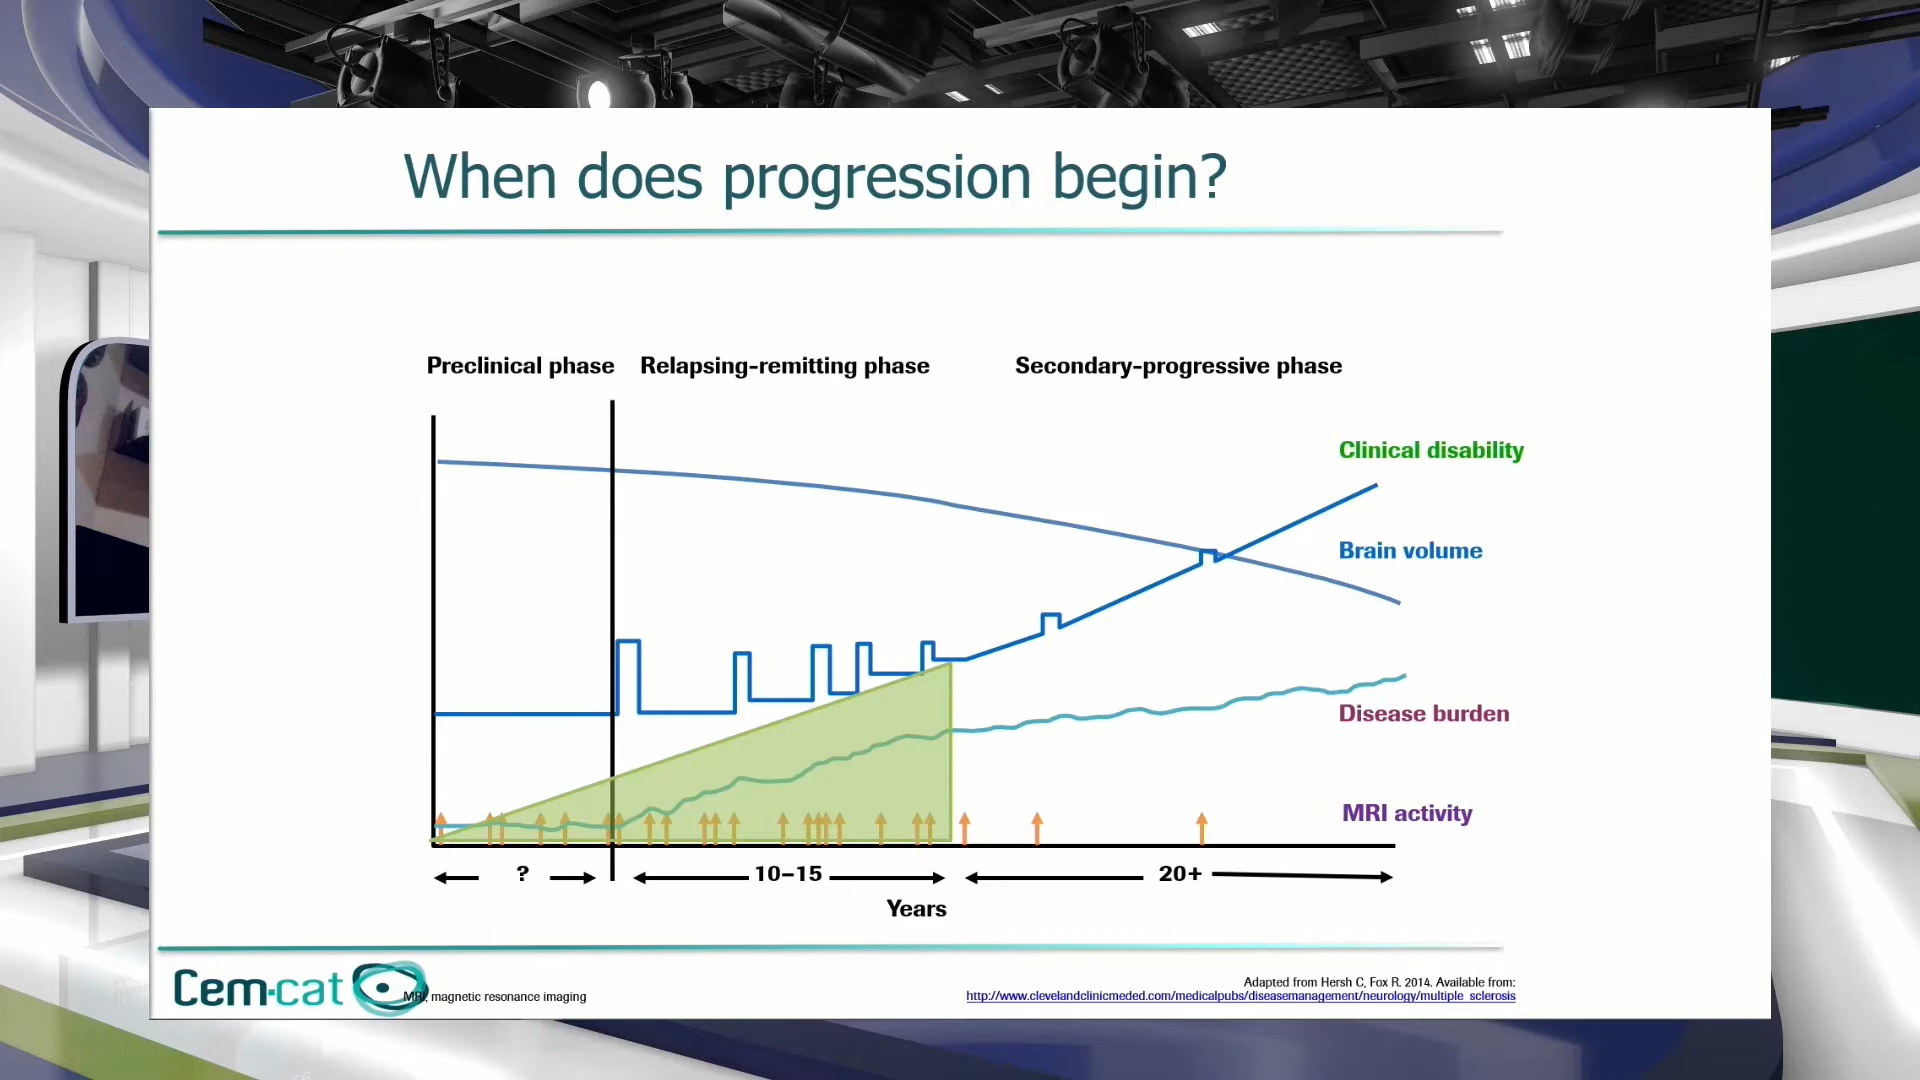 When does progression begin?
Preclinical phase
Relapsing-remitting phase
Secondary-progressive phase
Clinical disability
Brain volume
Disease burden
MRI activity
?
10–15
20+
Years
Cem·cat
MRI, magnetic resonance imaging
Adapted from Hersh C, Fox R. 2014. Available from:
http://www.clevelandclinicmeded.com/medicalpubs/diseasemanagement/neurology/multiple_sclerosis